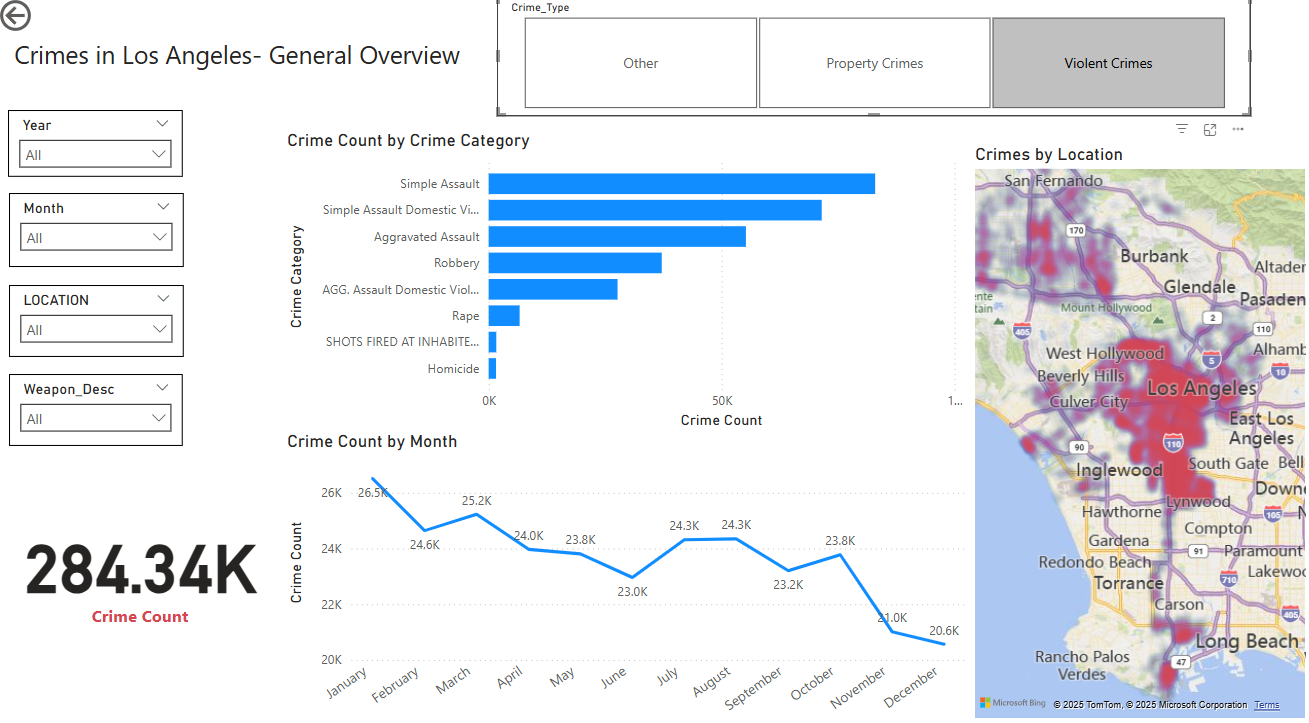 Crime_Type
Other
Property Crimes
Violent Crimes
Crimes in Los Angeles- General Overview
Year
All
Month
All
LOCATION
All
Weapon_Desc
All
284.34K
Crime Count
Crime Count by Crime Category
Crime Category
Simple Assault
Simple Assault Domestic Vi...
Aggravated Assault
Robbery
AGG. Assault Domestic Viol...
Rape
SHOTS FIRED AT INHABITE...
Homicide
0K
50K
1...
Crime Count
Crime Count by Month
Crime Count
26K
24K
22K
20K
26.5K
24.6K
25.2K
24.0K
23.8K
23.0K
24.3K
24.3K
23.2K
23.8K
21.0K
20.6K
January
February
March
April
May
June
July
August
September
October
November
December
Crimes by Location
San Fernando
170
Burbank
Altaden
Glendale
Pasaden
ente
tain
Mount Hollywood
2
110
405
West Hollywood
5
Alhamb
10
Beverly Hills
Los Angeles
Culver City
East Los
Angeles
110
90
Inglewood
South Gate
Bell
Lynwood
Downe
Hawthorne
105
N
Compton
Gardena
91
Paramount
Redondo Beach
710
Lakewoo
Torrance
Carson
405
Long Beach
Rancho Palos
Verdes
47
Microsoft Bing
© 2025 TomTom, © 2025 Microsoft Corporation
Terms